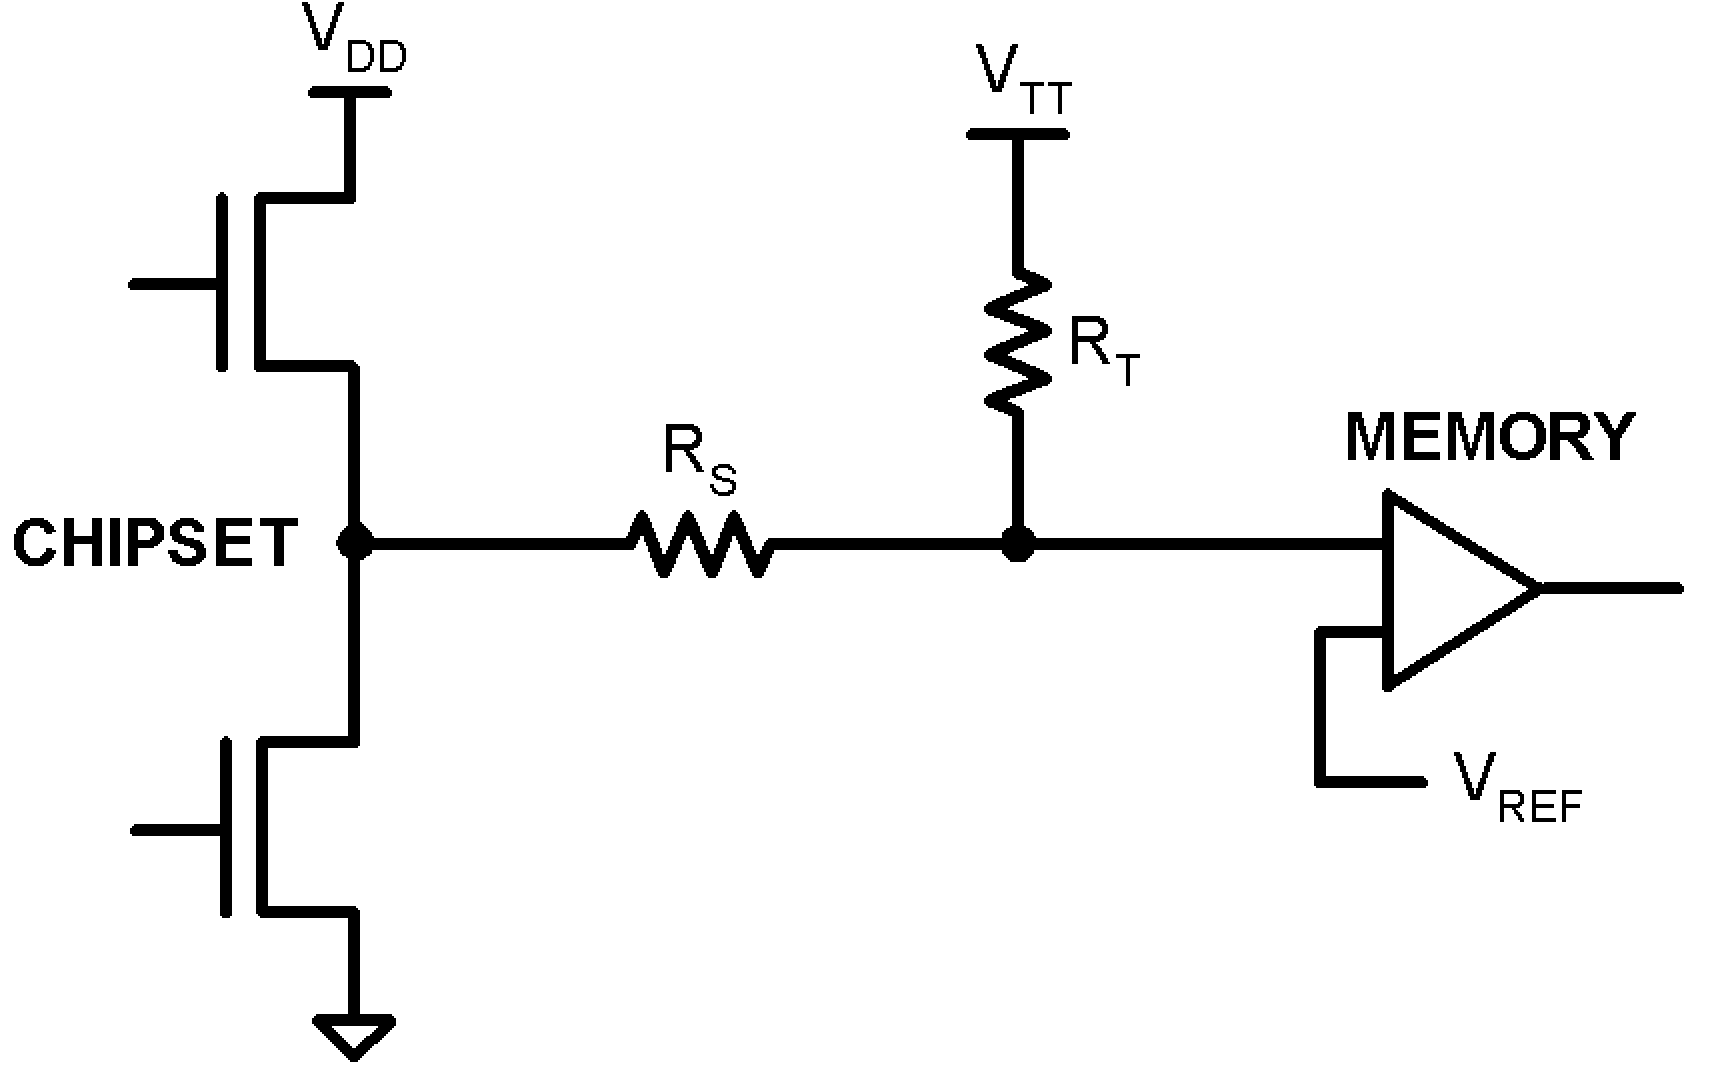 VDD
VTT
RT
MEMORY
RS
CHIPSET
VREF